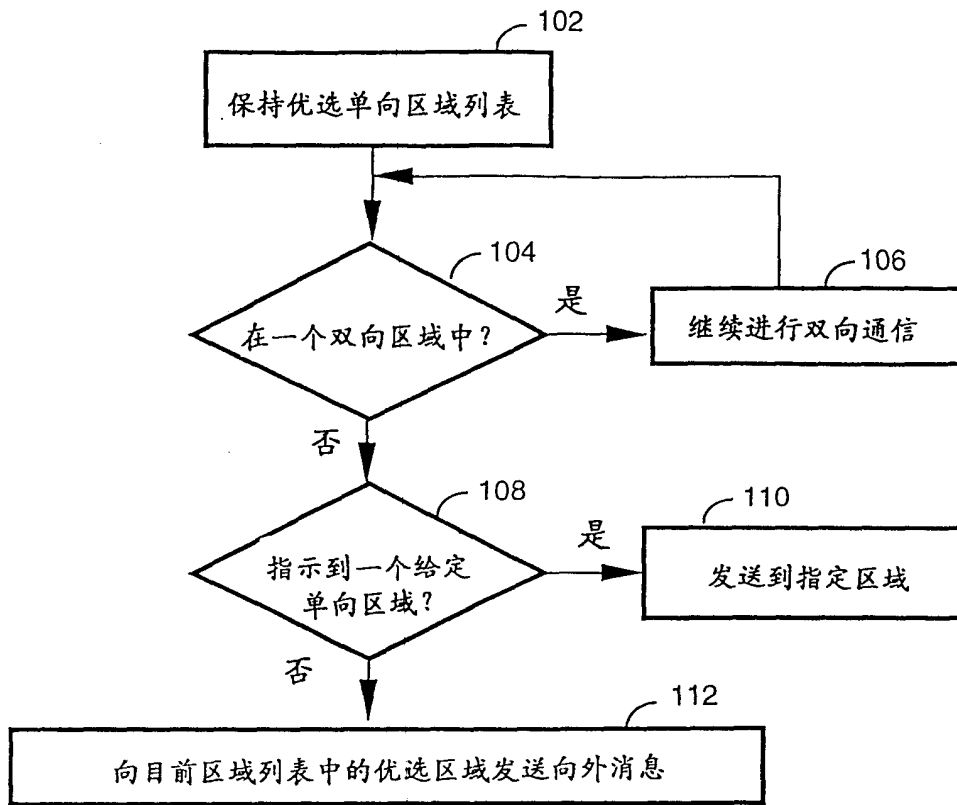 102
保持优选单向区域列表
104
在一个双向区域中?
是
106
继续进行双向通信
否
108
指示到一个给定
单向区域?
是
110
发送到指定区域
否
112
向目前区域列表中的优选区域发送向外消息